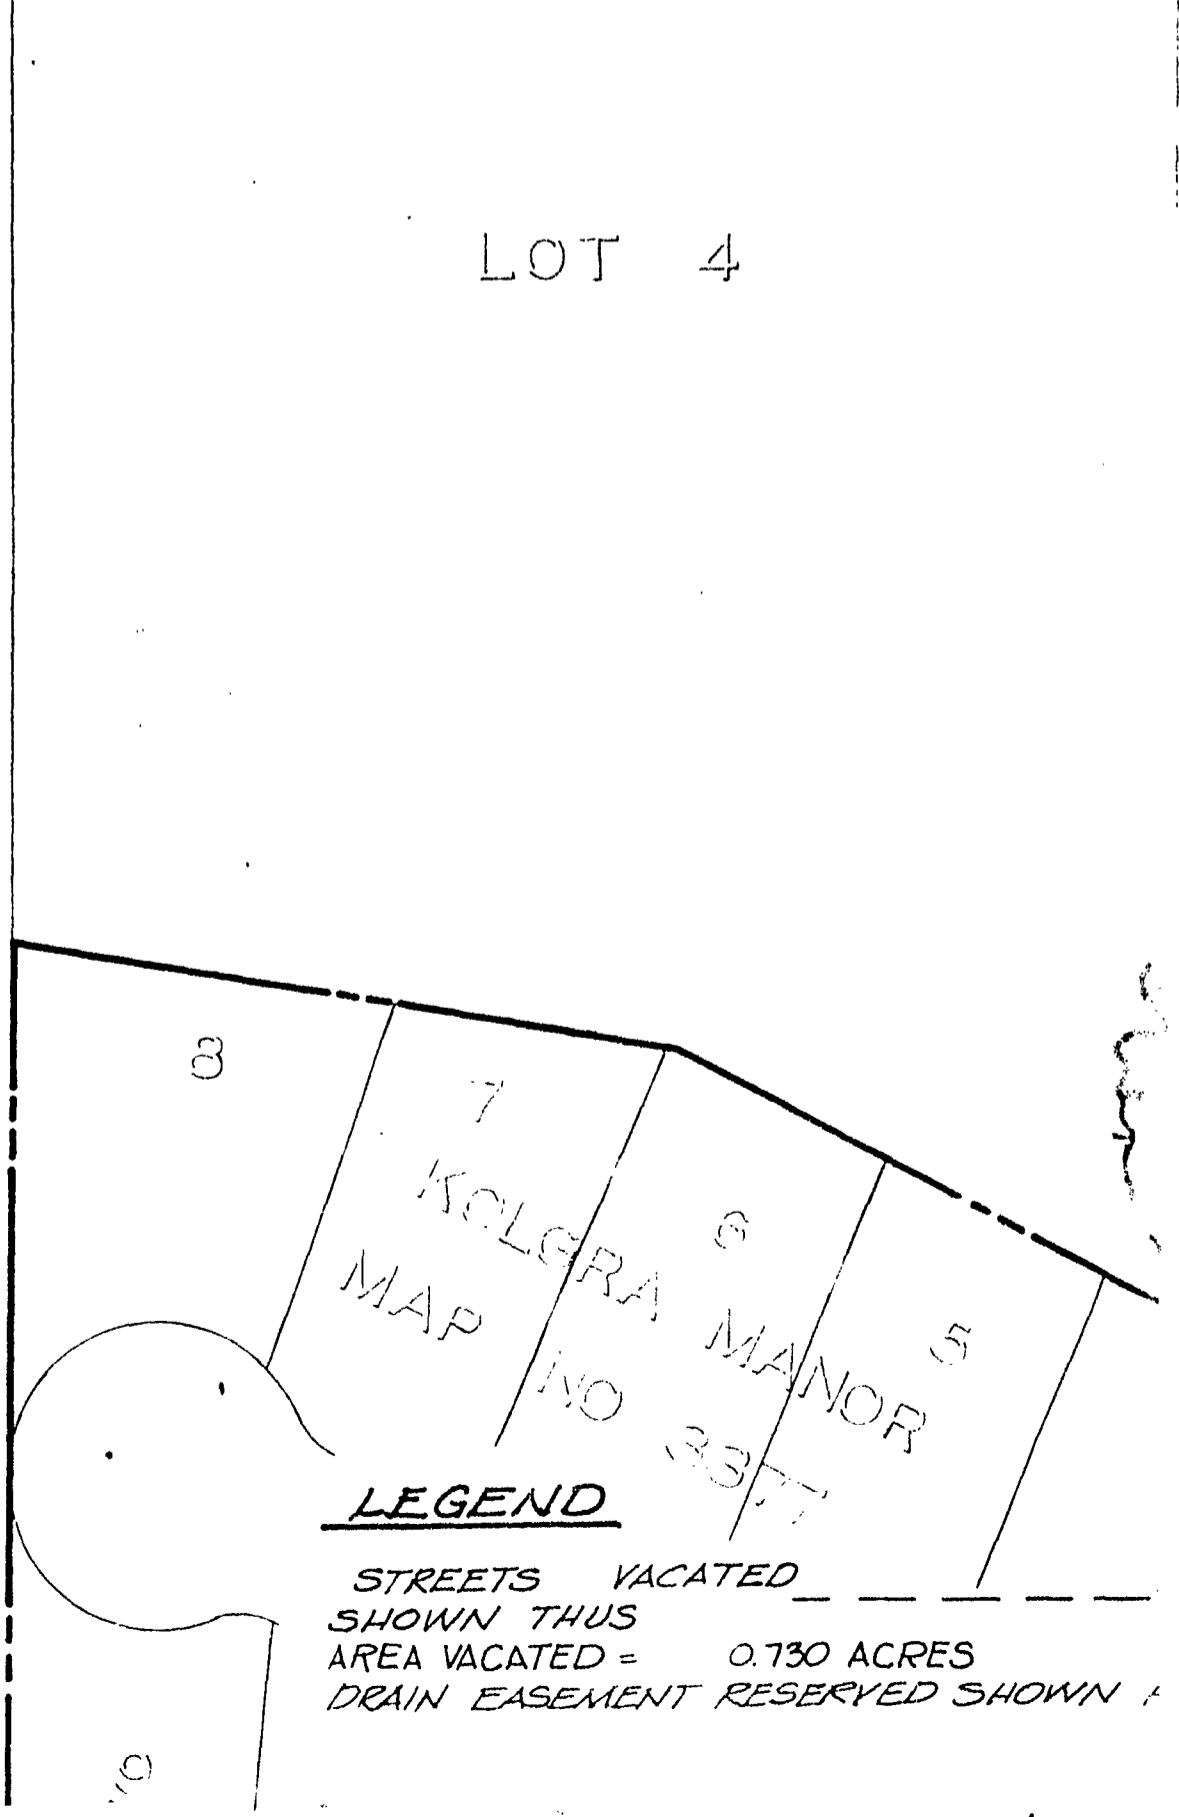 LOT 4
8
7
6
5
KOLGRA MANOR
MAP NO 3377
LEGEND
STREETS VACATED
SHOWN THUS
AREA VACATED = 0.730 ACRES
DRAIN EASEMENT RESERVED SHOWN
9